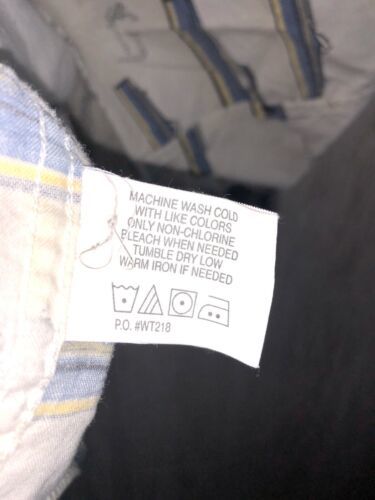 MACHINE WASH COLD
WITH LIKE COLORS
ONLY NON-CHLORINE
BLEACH WHEN NEEDED
TUMBLE DRY LOW
WARM IRON IF NEEDED
P.O. #WT218